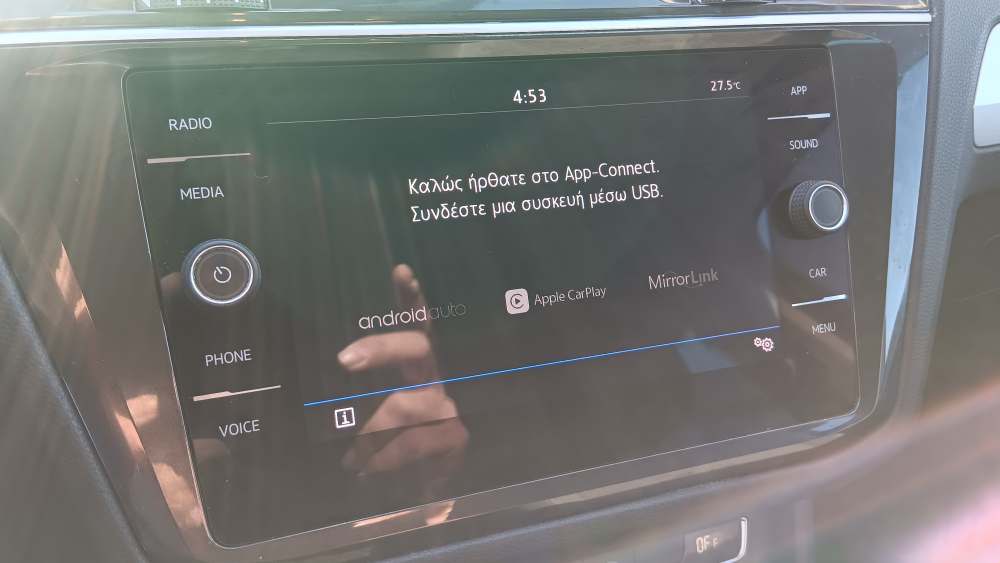 4:53
27.5°C
RADIO
MEDIA
PHONE
VOICE
Καλώς ήρθατε στο App-Connect.
Συνδέστε μια συσκευή μέσω USB.
androidauto
Apple CarPlay
MirrorLink
i
APP
SOUND
CAR
MENU
OFF